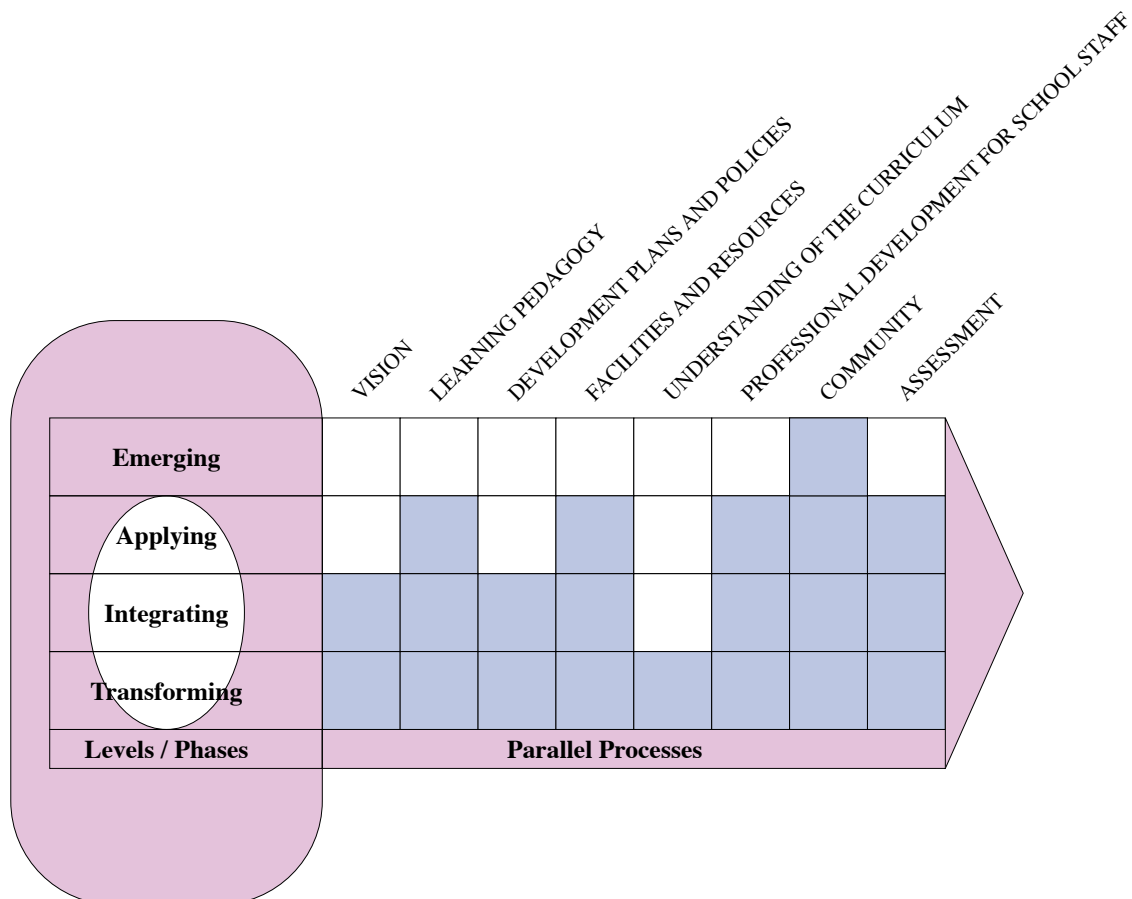 VISION
LEARNING PEDAGOGY
DEVELOPMENT PLANS AND POLICIES
FACILITIES AND RESOURCES
UNDERSTANDING OF THE CURRICULUM
PROFESSIONAL DEVELOPMENT FOR SCHOOL STAFF
COMMUNITY
ASSESSMENT
Emerging
Applying
Integrating
Transforming
Levels / Phases
Parallel Processes